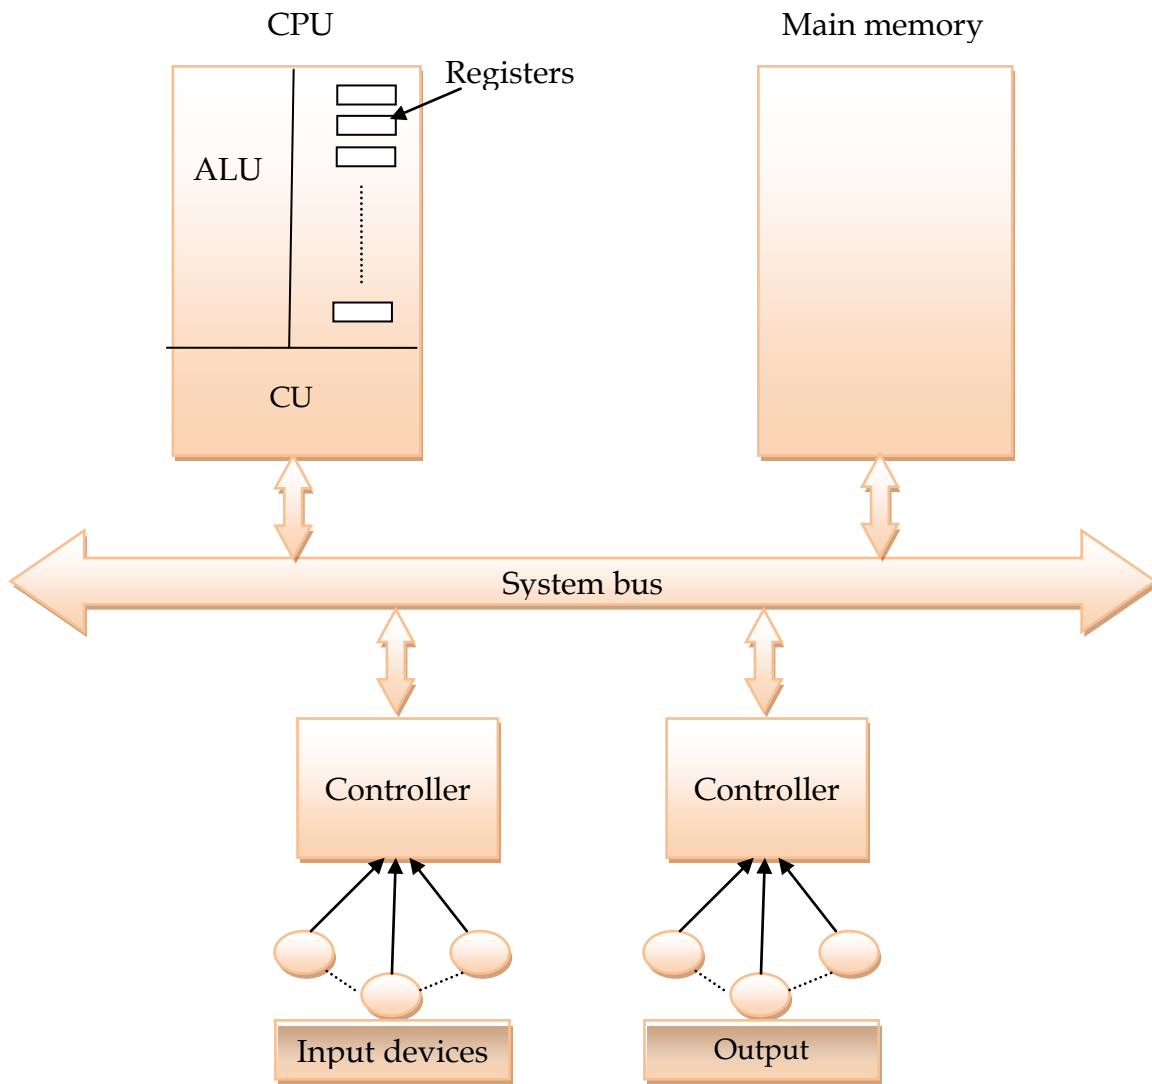 CPU
Main memory
Registers
ALU
CU
System bus
Controller
Controller
Input devices
Output